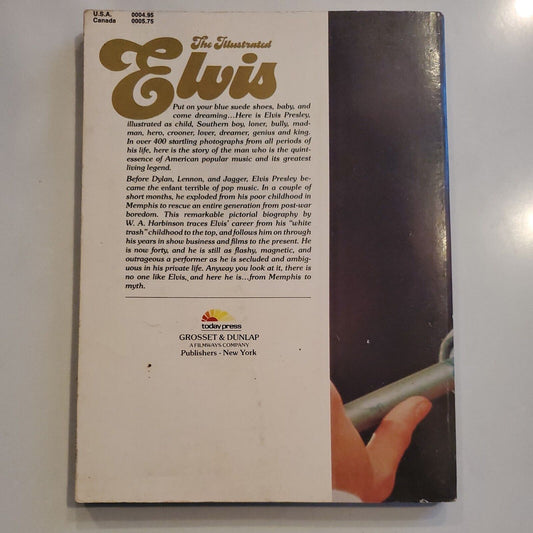 U.S.A. 0004.95
Canada 0005.75
The Illustrated
Elvis
Put on your blue suede shoes, baby, and
come dreaming...Here is Elvis Presley,
illustrated as child, Southern boy, loner, bully, mad-
man, hero, crooner, lover, dreamer, genius and king.
In over 400 startling photographs from all periods of
his life, here is the story of the man who is the quint-
essence of American popular music and its greatest
living legend.
Before Dylan, Lennon, and Jagger, Elvis Presley be-
came the enfant terrible of pop music. In a couple of
short months, he exploded from his poor childhood in
Memphis to rescue an entire generation from post-war
boredom. This remarkable pictorial biography by
W. A. Harbinson traces Elvis' career from his "white
trash" childhood to the top, and follows him on through
his years in show business and films to the present. He
is now forty, and he is still as flashy, magnetic, and
outrageous a performer as he is secluded and ambig-
uous in his private life. Anyway you look at it, there is
no one like Elvis, and here he is...from Memphis to
myth.
today press
GROSSET & DUNLAP
A FILMWAYS COMPANY
Publishers - New York